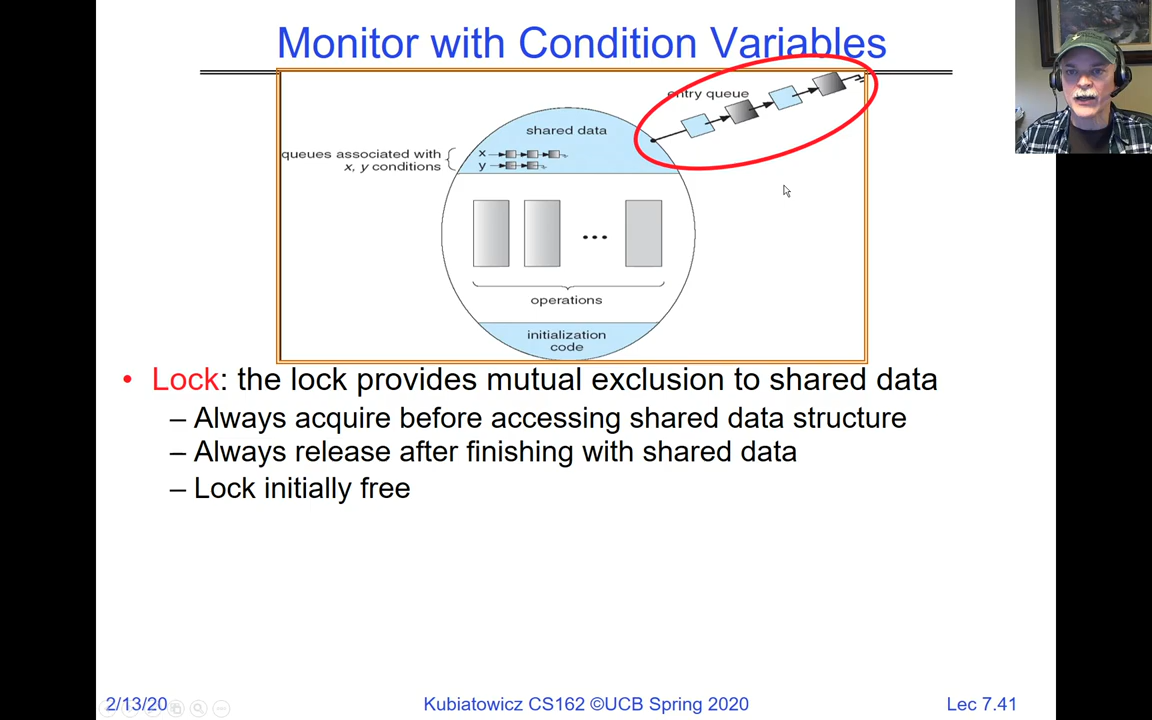 Monitor with Condition Variables
entry queue
shared data
queues associated with
x, y conditions
x
y
...
operations
initialization
code
• Lock: the lock provides mutual exclusion to shared data
– Always acquire before accessing shared data structure
– Always release after finishing with shared data
– Lock initially free
2/13/20
Kubiatowicz CS162 ©UCB Spring 2020
Lec 7.41